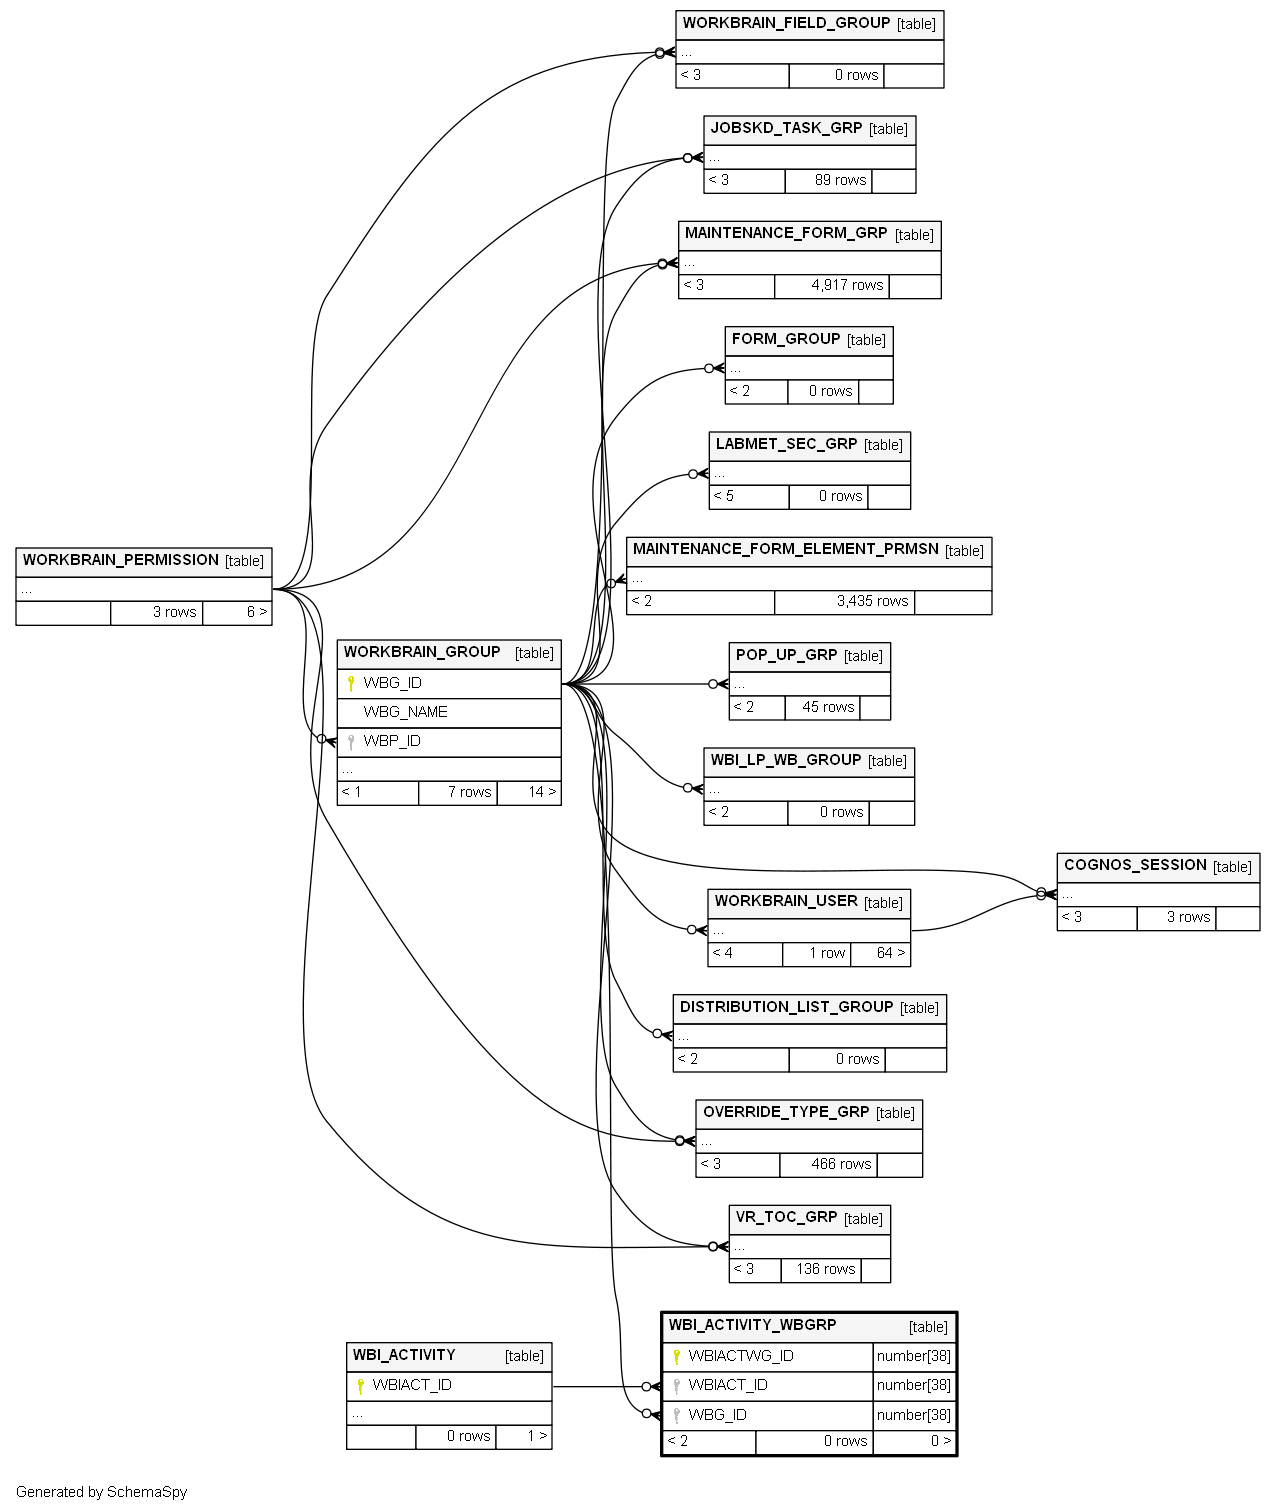 WORKBRAIN_FIELD_GROUP [table]
...
< 3 0 rows
JOBSKD_TASK_GRP [table]
...
< 3 89 rows
MAINTENANCE_FORM_GRP [table]
...
< 3 4,917 rows
FORM_GROUP [table]
...
< 2 0 rows
LABMET_SEC_GRP [table]
...
< 5 0 rows
MAINTENANCE_FORM_ELEMENT_PRMSN [table]
...
< 2 3,435 rows
WORKBRAIN_PERMISSION [table]
...
3 rows 6 >
WORKBRAIN_GROUP [table]
WBG_ID
WBG_NAME
WBP_ID
...
< 1 7 rows 14 >
POP_UP_GRP [table]
...
< 2 45 rows
WBI_LP_WB_GROUP [table]
...
< 2 0 rows
COGNOS_SESSION [table]
...
< 3 3 rows
WORKBRAIN_USER [table]
...
< 4 1 row 64 >
DISTRIBUTION_LIST_GROUP [table]
...
< 2 0 rows
OVERRIDE_TYPE_GRP [table]
...
< 3 466 rows
VR_TOC_GRP [table]
...
< 3 136 rows
WBI_ACTIVITY [table]
WBIACT_ID
...
0 rows 1 >
WBI_ACTIVITY_WBGRP [table]
WBIACTWG_ID number[38]
WBIACT_ID number[38]
WBG_ID number[38]
< 2 0 rows 0 >
Generated by SchemaSpy